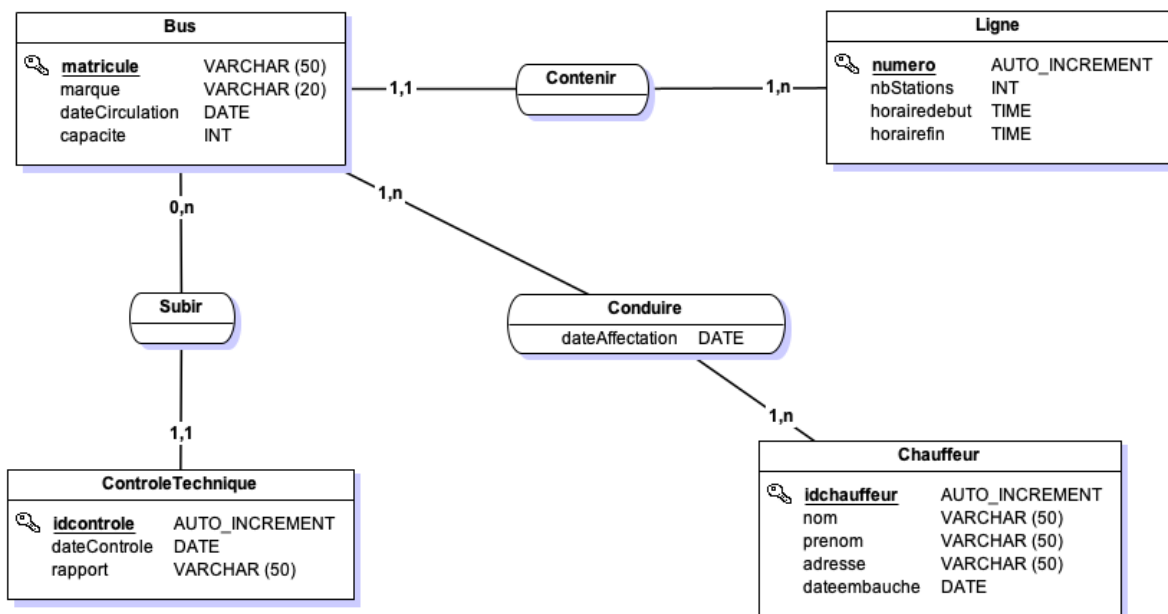 Bus
matricule VARCHAR (50)
marque VARCHAR (20)
dateCirculation DATE
capacite INT
1,1
Contenir
1,n
Ligne
numero AUTO_INCREMENT
nbStations INT
horairedebut TIME
horairefin TIME
0,n
1,n
Subir
Conduire
dateAffectation DATE
1,1
1,n
ControleTechnique
idcontrole AUTO_INCREMENT
dateControle DATE
rapport VARCHAR (50)
Chauffeur
idchauffeur AUTO_INCREMENT
nom VARCHAR (50)
prenom VARCHAR (50)
adresse VARCHAR (50)
dateembauche DATE